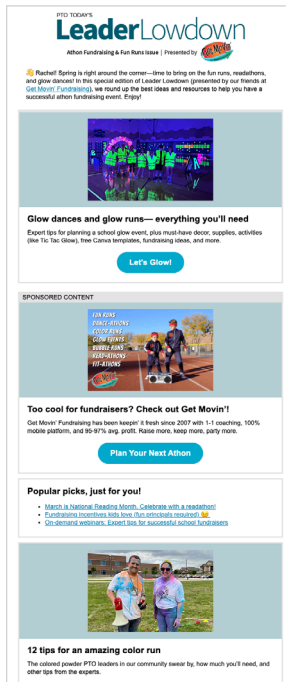 PTO TODAY'S
LeaderLowdown
Athon Fundraising & Fun Runs Issue | Presented by Get Movin'
👋 Rachel! Spring is right around the corner—time to bring on the fun runs, readathons,
and glow dances! In this special edition of Leader Lowdown (presented by our friends at
Get Movin' Fundraising), we round up the best ideas and resources to help you have a
successful athon fundraising event. Enjoy!
Glow dances and glow runs— everything you'll need
Expert tips for planning a school glow event, plus must-have decor, supplies, activities
(like Tic Tac Glow), free Canva templates, fundraising ideas, and more.
Let's Glow!
SPONSORED CONTENT
FUN RUNS
DANCE-ATHONS
COLOR RUNS
GLOW EVENTS
BUBBLE RUNS
READ-ATHONS
FIT-ATHONS
Get Movin'
Too cool for fundraisers? Check out Get Movin'!
Get Movin' Fundraising has been keepin' it fresh since 2007 with 1-1 coaching, 100%
mobile platform, and 95-97% avg. profit. Raise more, keep more, party more.
Plan Your Next Athon
Popular picks, just for you!
• March is National Reading Month. Celebrate with a readathon!
• Fundraising incentives kids love (fun principals required) 😉
• On-demand webinars: Expert tips for successful school fundraisers
12 tips for an amazing color run
The colored powder PTO leaders in our community swear by, how much you'll need, and
other tips from the experts.